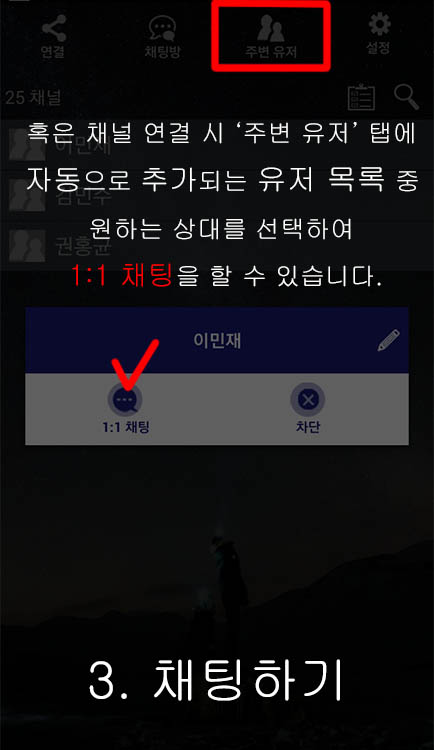 연결 채팅방 주변 유저 설정
25 채널
혹은 채널 연결 시 ‘주변 유저’ 탭에
이민재
자동으로 추가되는 유저 목록 중
김민수
원하는 상대를 선택하여
권홍균
1:1 채팅을 할 수 있습니다.
이민재
1:1 채팅 차단
3. 채팅하기